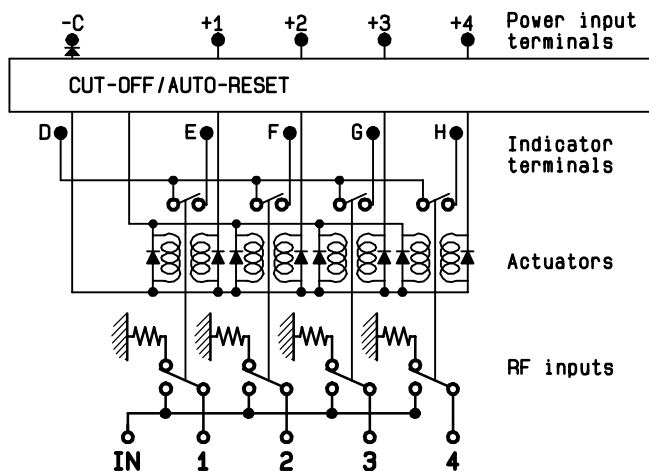 -C +1 +2 +3 +4 Power input
terminals
CUT-OFF/AUTO-RESET
D E F G H Indicator
terminals
Actuators
RF inputs
IN 1 2 3 4